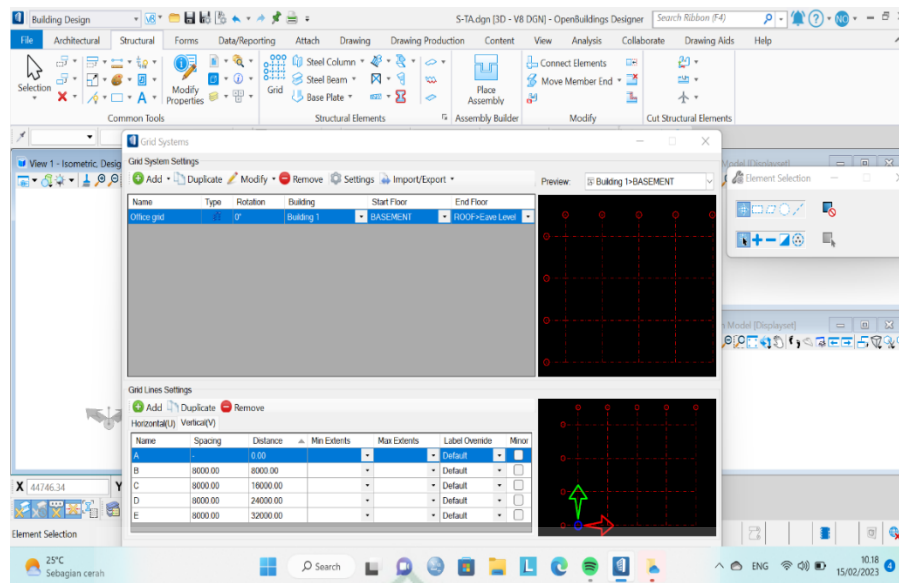 Building Design V8 S-TA.dgn [3D - V8 DGN] - OpenBuildings Designer Search Ribbon (F4) NO
File Architectural Structural Forms Data/Reporting Attach Drawing Drawing Production Content View Analysis Collaborate Drawing Aids Help
Selection
Modify Properties
Grid
Steel Column
Steel Beam
Base Plate
Place Assembly
Connect Elements
Move Member End
Common Tools Structural Elements Assembly Builder Modify Cut Structural Elements
View 1 - Isometric, Desig
Grid Systems
Grid System Settings
Add Duplicate Modify Remove Settings Import/Export
Preview: Building 1>BASEMENT
Name Type Rotation Building Start Floor End Floor
Office grid 0° Building 1 BASEMENT ROOF>Eave Level
Element Selection
Model [Displayset]
Model [Displayset]
Grid Lines Settings
Add Duplicate Remove
Horizontal(U) Vertical(V)
Name Spacing Distance Min Extents Max Extents Label Override Minor
A - 0.00 Default
B 8000.00 8000.00 Default
C 8000.00 16000.00 Default
D 8000.00 24000.00 Default
E 8000.00 32000.00 Default
X 44746.34 Y
Element Selection
25°C
Sebagian cerah
Search
ENG
10.18
15/02/2023
4